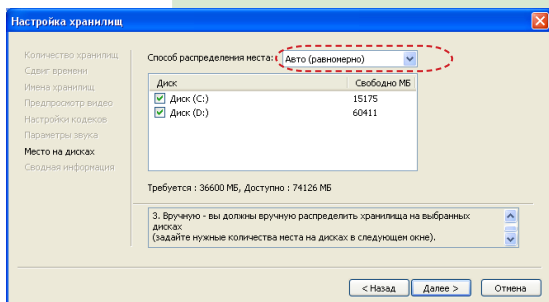 Настройка хранилищ
Количество хранилищ
Сдвиг времени
Имена хранилищ
Предпросмотр видео
Настройки кодеков
Параметры звука
Место на дисках
Сводная информация
Способ распределения места: Авто (равномерно)
Диск Свободно МБ
Диск (C:) 15175
Диск (D:) 60411
Требуется : 36600 МБ, Доступно : 74126 МБ
3. Вручную - вы должны вручную распределить хранилища на выбранных
дисках
(задайте нужные количества места на дисках в следующем окне).
< Назад Далее > Отмена